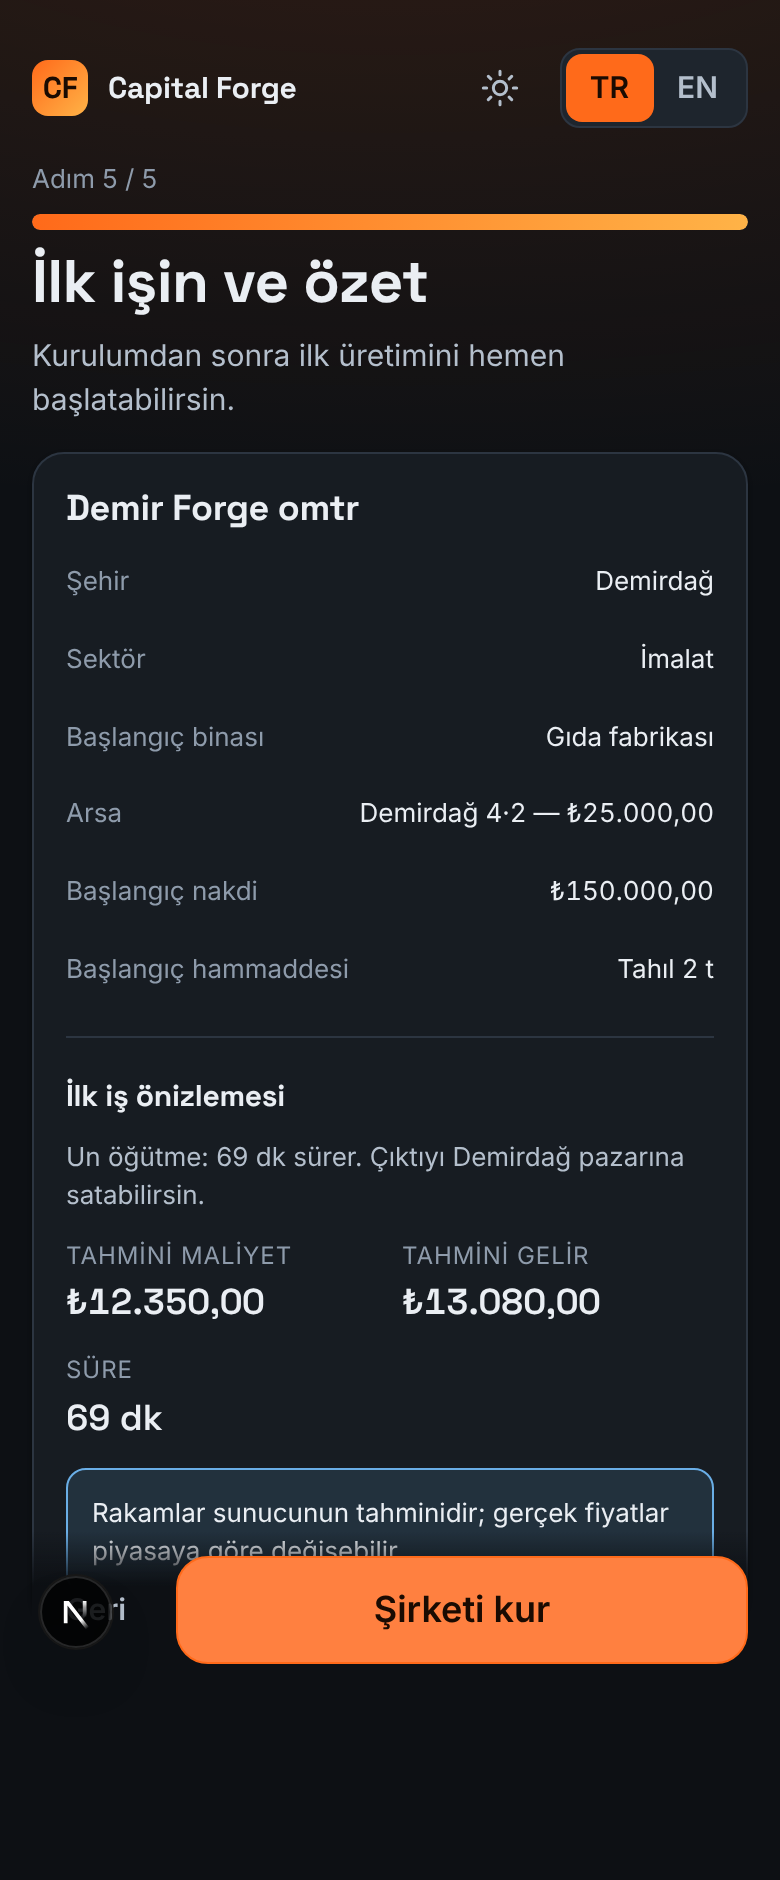 CF Capital Forge TR EN
Adım 5 / 5
İlk işin ve özet
Kurulumdan sonra ilk üretimini hemen
başlatabilirsin.
Demir Forge omtr
Şehir Demirdağ
Sektör İmalat
Başlangıç binası Gıda fabrikası
Arsa Demirdağ 4·2 — ₺25.000,00
Başlangıç nakdi ₺150.000,00
Başlangıç hammaddesi Tahıl 2 t
İlk iş önizlemesi
Un öğütme: 69 dk sürer. Çıktıyı Demirdağ pazarına
satabilirsin.
TAHMİNİ MALİYET TAHMİNİ GELİR
₺12.350,00 ₺13.080,00
SÜRE
69 dk
Rakamlar sunucunun tahminidir; gerçek fiyatlar
piyasaya göre değişebilir.
Geri Şirketi kur